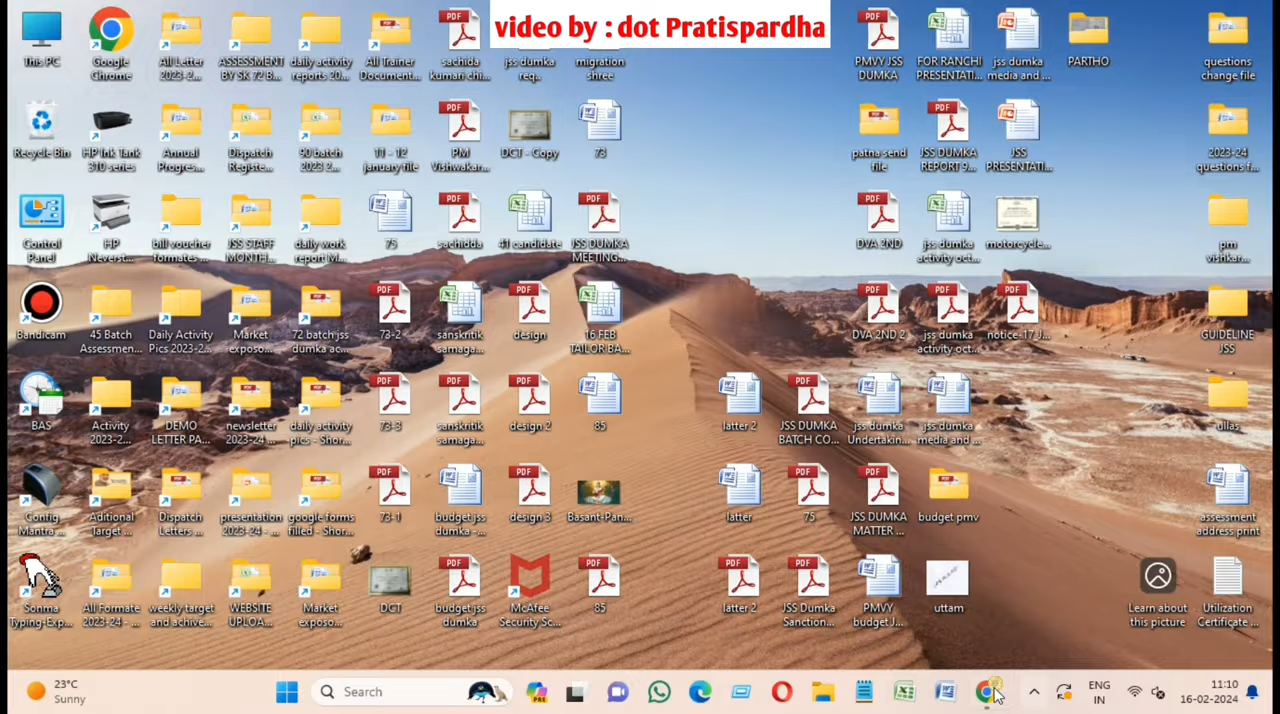 video by : dot Pratispardha
This PC
Google
Chrome
All Letter
2023-2...
ASSESSMENT
BY SK 72 B...
daily activity
reports 20...
All Trainer
Document...
sachida
kumari chi...
jss dumka
req..
migration
shree
PMVY JSS
DUMKA
FOR RANCHI
PRESENTATI...
jss dumka
media and ...
PARTHO
questions
change file
Recycle Bin
HP Ink Tank
310 series
Annual
Progres...
Dispatch
Registe...
90 batch
2023 2...
11 - 12
january file
PM
Vishwakar...
DCT - Copy
73
patna send
file
JSS DUMKA
REPORT 9...
JSS
PRESENTATI...
2023-24
questions f...
Control
Panel
HP
Neverst...
bill voucher
formates ...
JSS STAFF
MONTH...
daily work
report M...
75
sachidda
41 candidate
JSS DUMKA
MEETING...
DVA 2ND
jss dumka
activity oct...
motorcycle...
pm
vishkar...
Bandicam
45 Batch
Assessmen...
Daily Activity
Pics 2023-2...
Market
exposo...
72 batch jss
dumka ac...
73-2
sanskritik
samaga...
design
16 FEB
TAILOR BA...
DVA 2ND 2
jss dumka
activity oct...
notice-17 J...
GUIDELINE
JSS
BAS
Activity
2023-2...
DEMO
LETTER PA...
newsletter
2023-24 ...
daily activity
pics - Shor...
73-3
sanskritik
samaga...
design 2
85
latter 2
JSS DUMKA
BATCH CO...
jss dumka
Undertakin...
jss dumka
media and ...
ullas
Config
Mantra ...
Aditional
Target ...
Dispatch
Letters ...
presentation
2023-24 - ...
google forms
filled - Shor...
73-1
budget jss
dumka -...
design 3
Basant-Pan...
latter
75
JSS DUMKA
MATTER ...
budget pmv
assessment
address print
Sonma
Typing-Exp...
All Formate
2023-24 - ...
weekly target
and achive...
WEBSITE
UPLOA...
Market
exposo...
DCT
budget jss
dumka
McAfee
Security Sc...
85
latter 2
JSS Dumka
Sanction...
PMVY
budget J...
uttam
Learn about
this picture
Utilization
Certificate ...
23°C
Sunny
Search
ENG
IN
11:10
16-02-2024